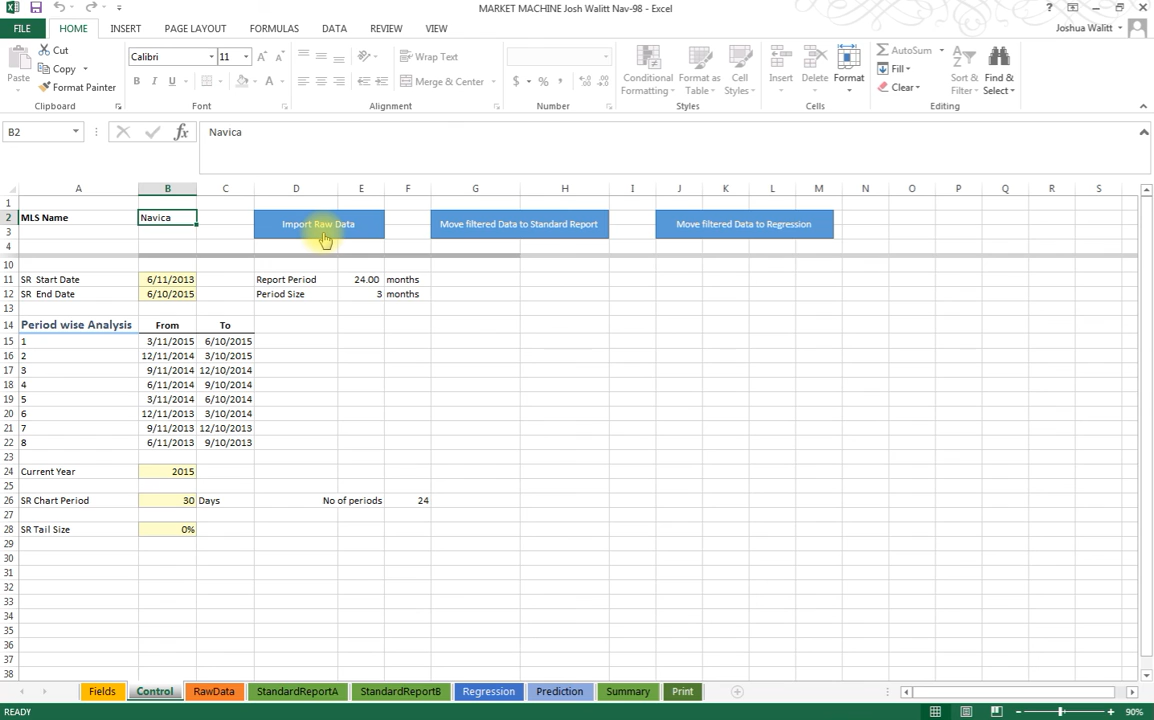 MARKET MACHINE Josh Walitt Nav-98 - Excel
FILE HOME INSERT PAGE LAYOUT FORMULAS DATA REVIEW VIEW Joshua Walitt
Paste Cut Copy Format Painter
Calibri 11
B I U A
Wrap Text
Merge & Center
$ % ,
Conditional Formatting Format as Table Cell Styles
Insert Delete Format
AutoSum Fill Clear Sort & Filter Find & Select
Clipboard Font Alignment Number Styles Cells Editing
B2 fx Navica
A B C D E F G H I J K L M N O P Q R S
1
2 MLS Name Navica Import Raw Data Move filtered Data to Standard Report Move filtered Data to Regression
3
4
10
11 SR Start Date 6/11/2013 Report Period 24.00 months
12 SR End Date 6/10/2015 Period Size 3 months
13
14 Period wise Analysis From To
15 1 3/11/2015 6/10/2015
16 2 12/11/2014 3/10/2015
17 3 9/11/2014 12/10/2014
18 4 6/11/2014 9/10/2014
19 5 3/11/2014 6/10/2014
20 6 12/11/2013 3/10/2014
21 7 9/11/2013 12/10/2013
22 8 6/11/2013 9/10/2013
23
24 Current Year 2015
25
26 SR Chart Period 30 Days No of periods 24
27
28 SR Tail Size 0%
29
30
31
32
33
34
35
36
37
38
Fields Control RawData StandardReportA StandardReportB Regression Prediction Summary Print
READY 90%